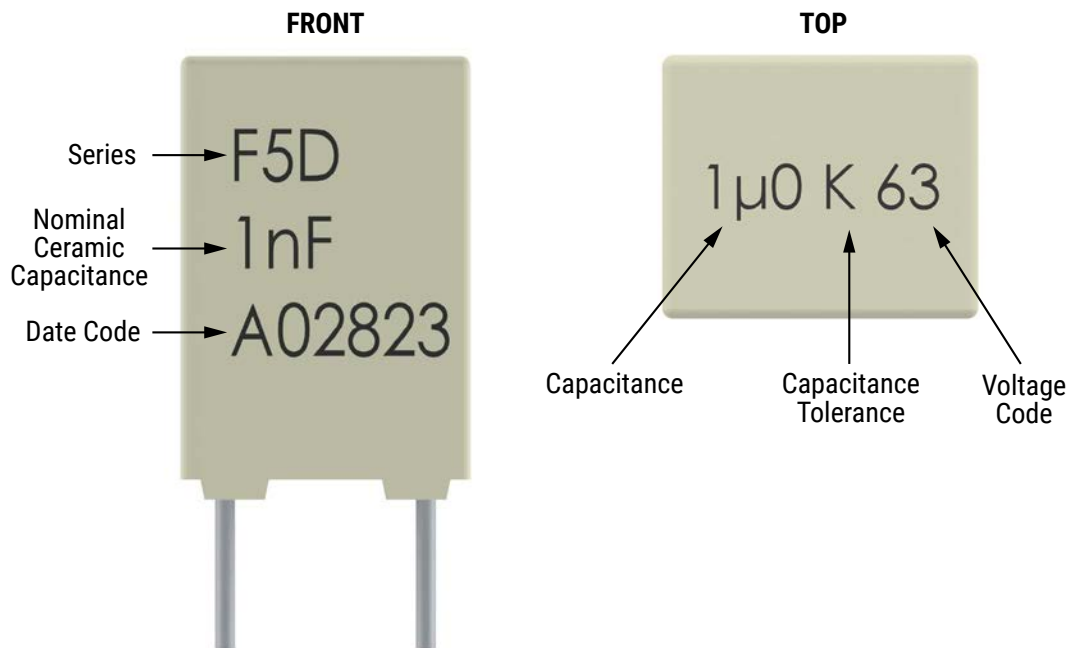 FRONT
TOP
Series
F5D
Nominal
Ceramic
Capacitance
1nF
Date Code
A02823
1µ0 K 63
Capacitance
Capacitance
Tolerance
Voltage
Code